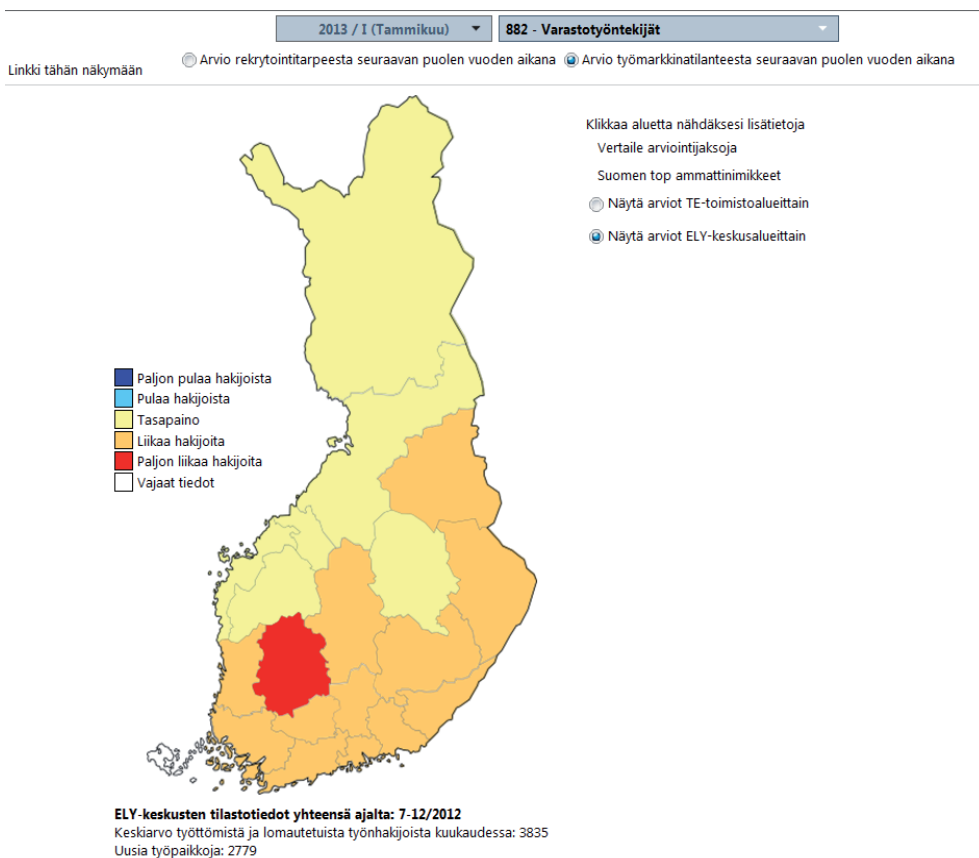 2013 / I (Tammikuu) 882 - Varastotyöntekijät
Linkki tähän näkymään Arvio rekrytointitarpeesta seuraavan puolen vuoden aikana Arvio työmarkkinatilanteesta seuraavan puolen vuoden aikana
Klikkaa aluetta nähdäksesi lisätietoja
Vertaile arviointijaksoja
Suomen top ammattinimikkeet
Näytä arviot TE-toimistoalueittain
Näytä arviot ELY-keskusalueittain
Paljon pulaa hakijoista
Pulaa hakijoista
Tasapaino
Liikaa hakijoita
Paljon liikaa hakijoita
Vajaat tiedot
ELY-keskusten tilastotiedot yhteensä ajalta: 7-12/2012
Keskiarvo työttömistä ja lomautetuista työnhakijoista kuukaudessa: 3835
Uusia työpaikkoja: 2779